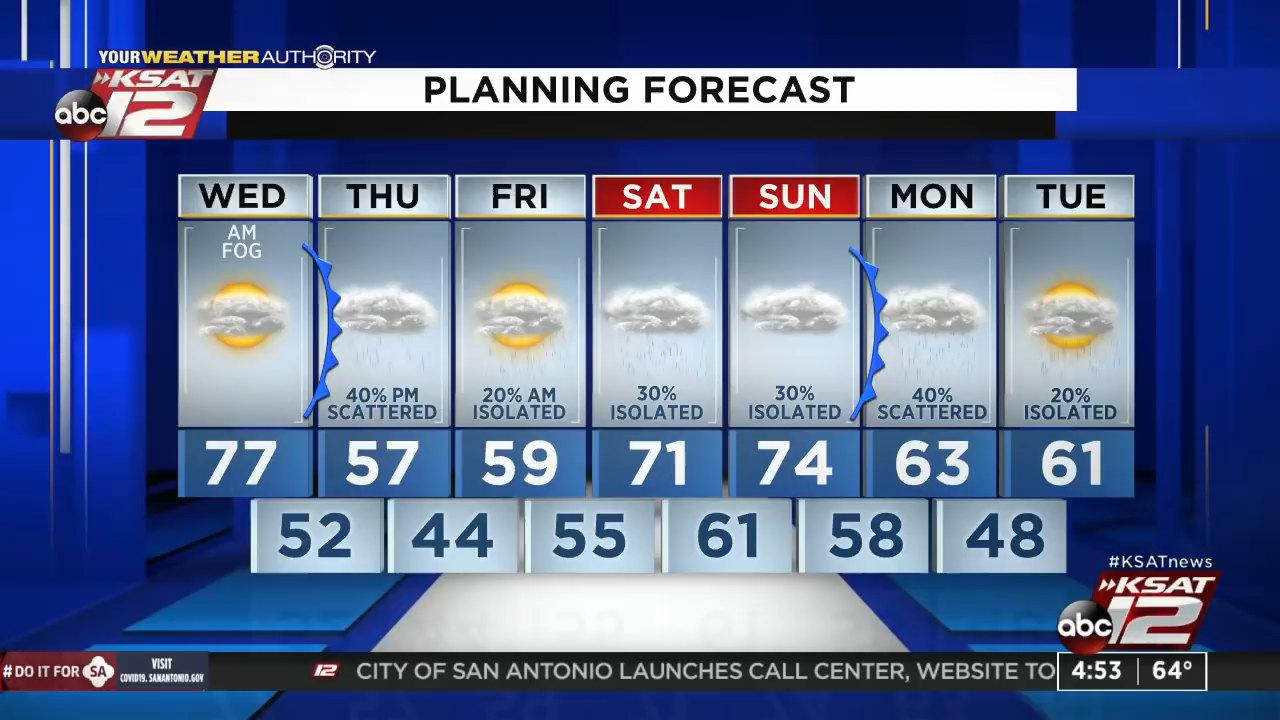 YOURWEATHERAUTHORITY
KSAT
abc 12
PLANNING FORECAST
WED THU FRI SAT SUN MON TUE
AM
FOG
40% PM
SCATTERED
20% AM
ISOLATED
30%
ISOLATED
30%
ISOLATED
40%
SCATTERED
20%
ISOLATED
77 57 59 71 74 63 61
52 44 55 61 58 48
#KSATnews
KSAT
abc 12
#DO IT FOR SA
VISIT
COVID19.SANANTONIO.GOV
12 CITY OF SAN ANTONIO LAUNCHES CALL CENTER, WEBSITE TO
4:53 64°